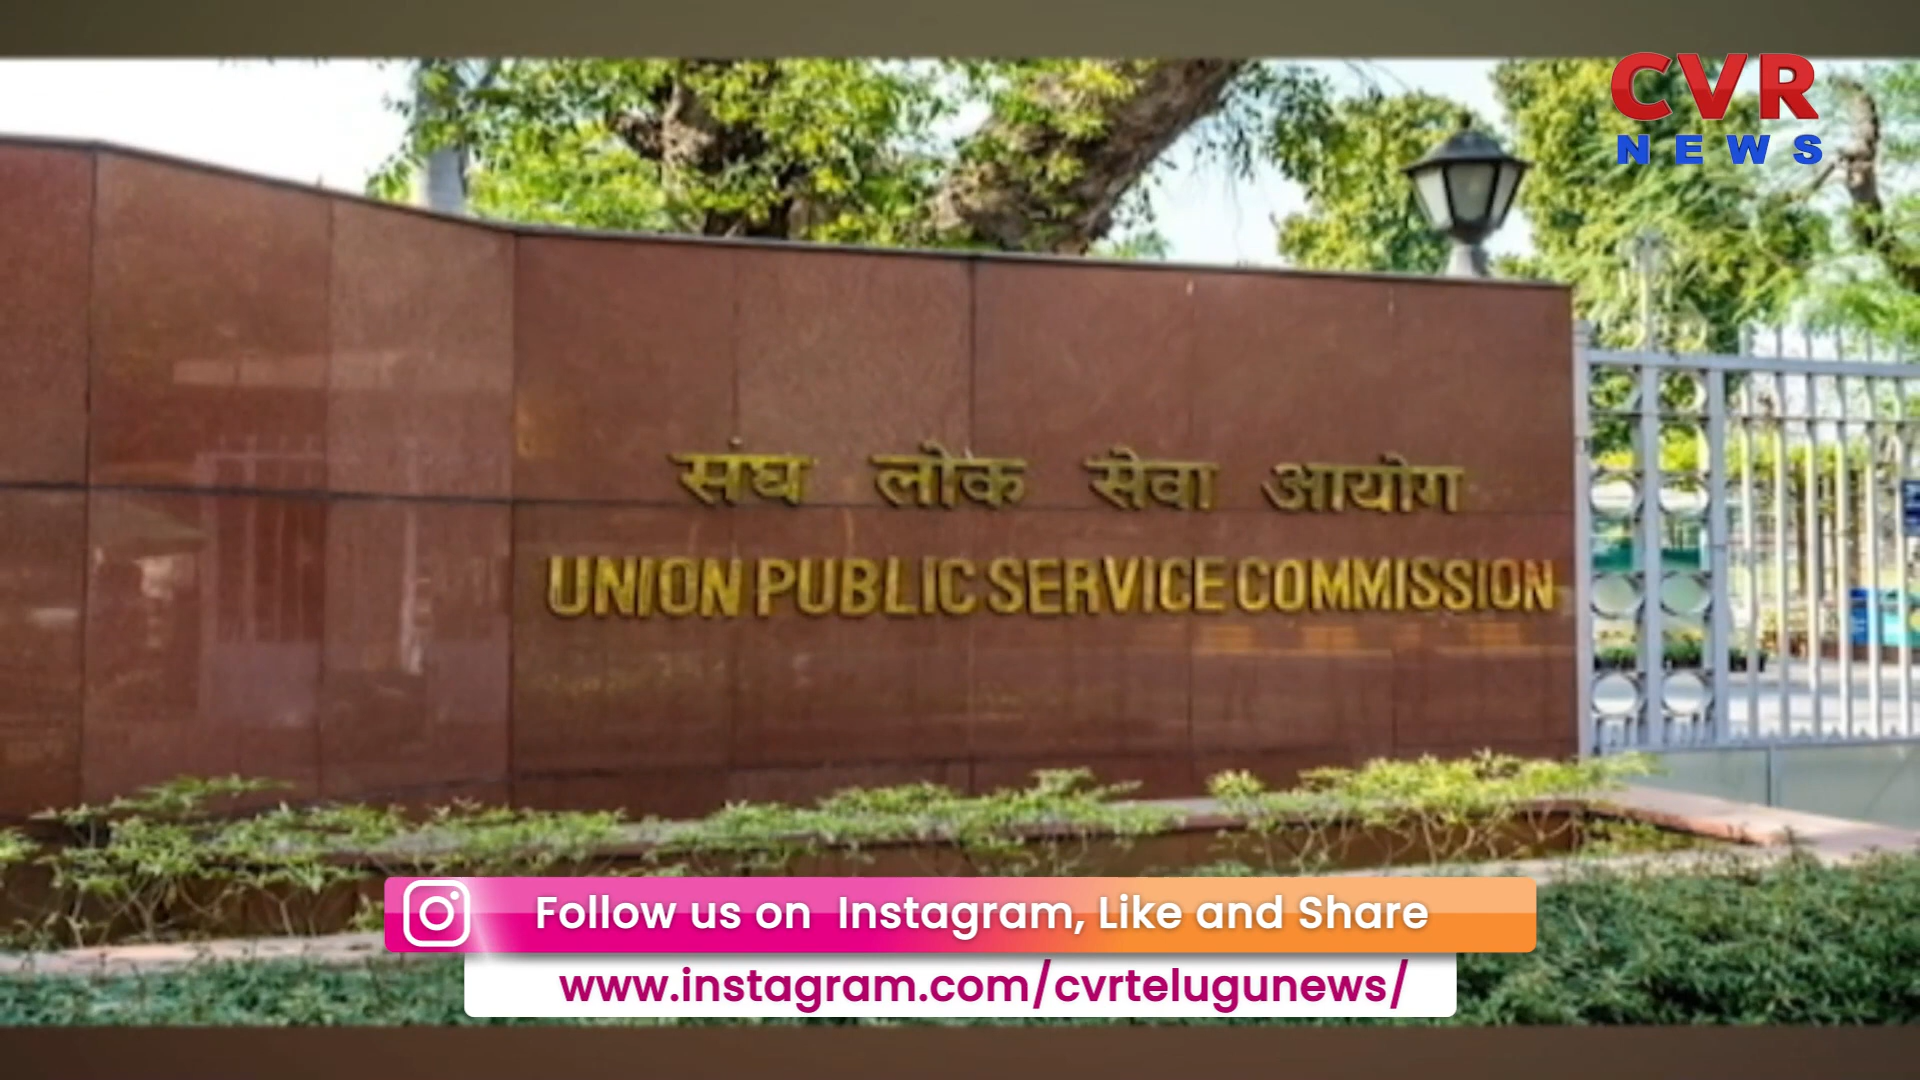 CVR
NEWS
संघ लोक सेवा आयोग
UNION PUBLIC SERVICE COMMISSION
Follow us on Instagram, Like and Share
www.instagram.com/cvrtelugunews/